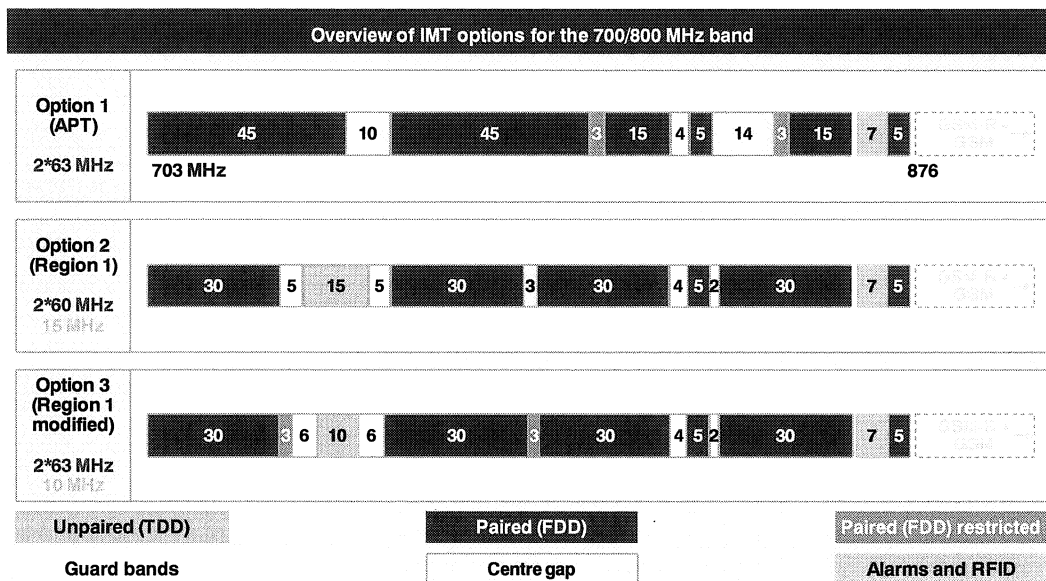 Overview of IMT options for the 700/800 MHz band
Option 1
(APT)
2*63 MHz
45 10 45 3 15 4 5 14 3 15 7 5
GSM
703 MHz 876
Option 2
(Region 1)
2*60 MHz
15 MHz
30 5 15 5 30 3 30 4 5 2 30 7 5
GSM
Option 3
(Region 1
modified)
2*63 MHz
10 MHz
30 3 6 10 6 30 3 30 4 5 2 30 7 5
GSM
Unpaired (TDD) Paired (FDD) Paired (FDD) restricted
Guard bands Centre gap Alarms and RFID